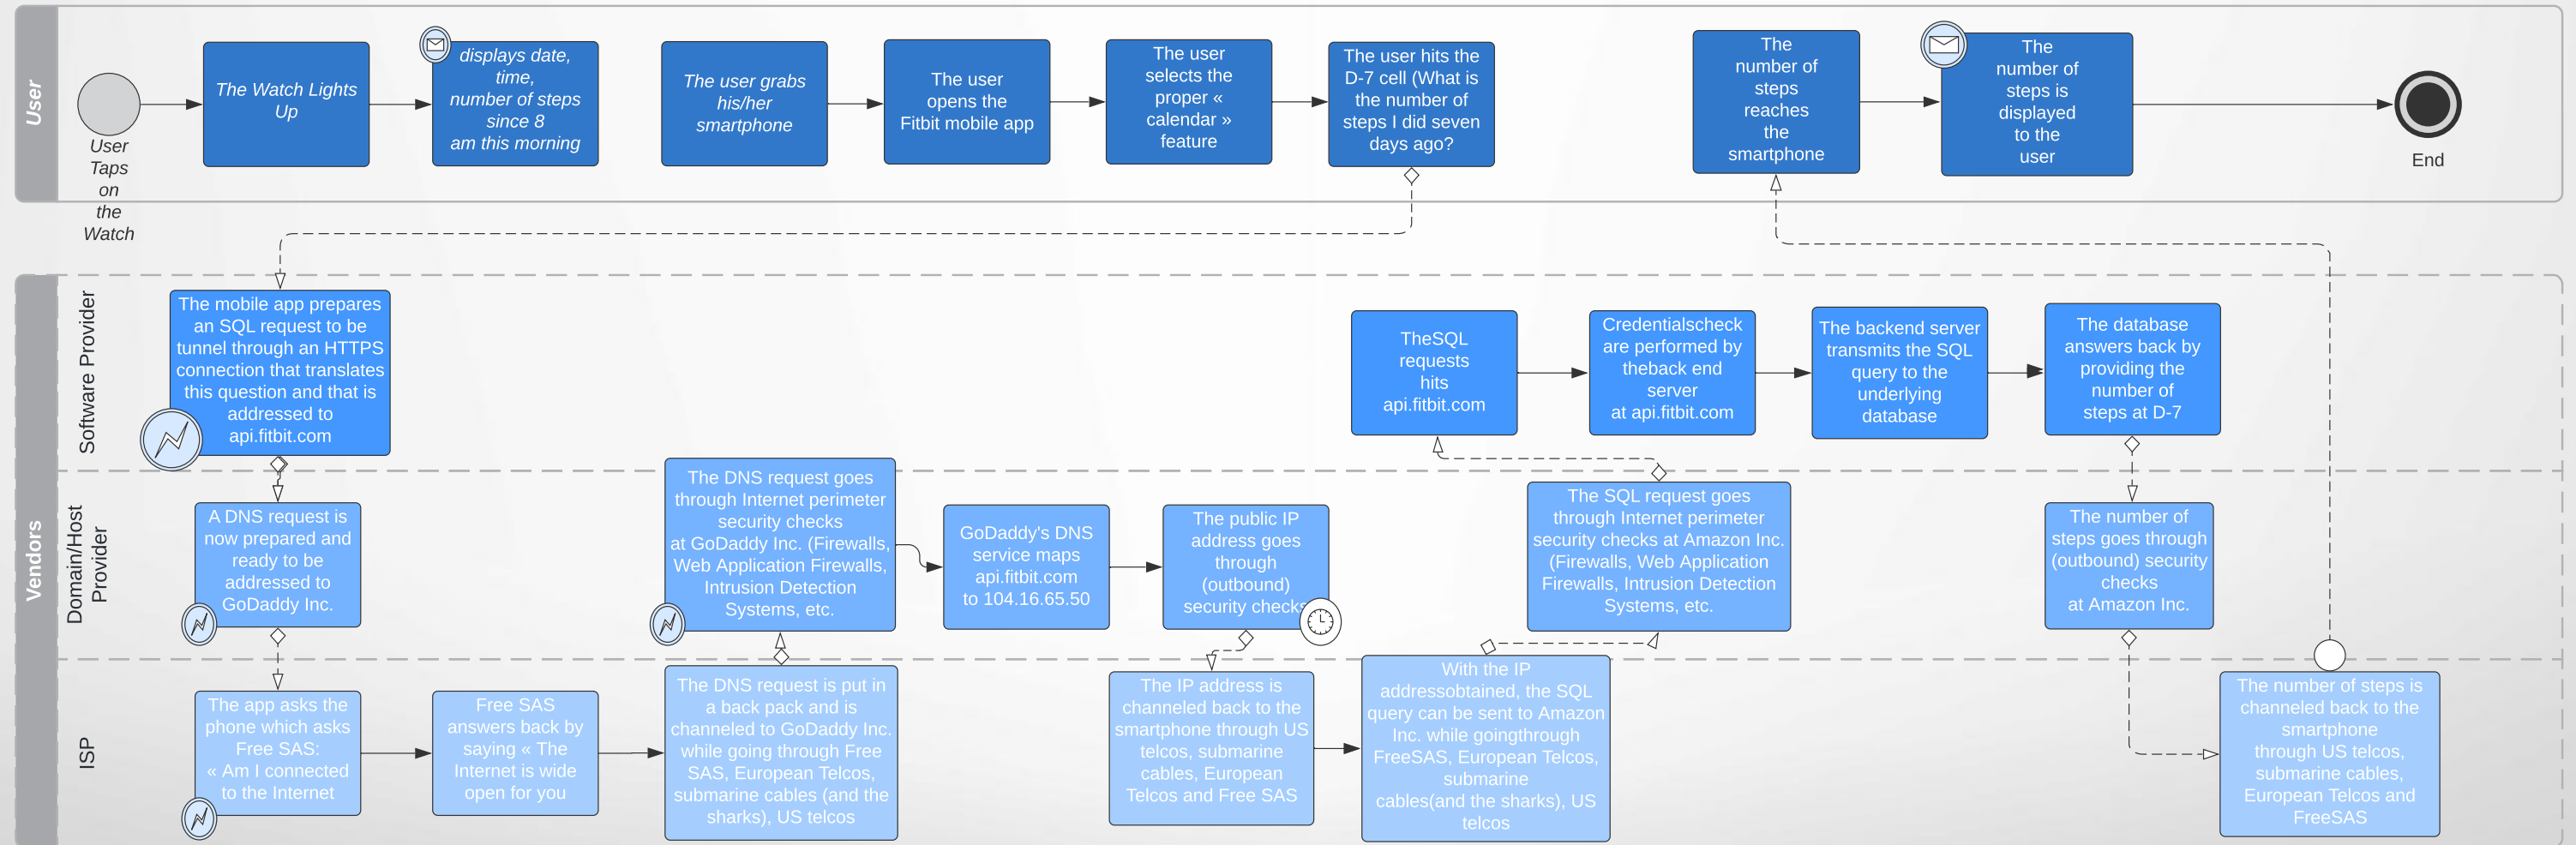 User
User
Taps
on
the
Watch
The Watch Lights
Up
displays date,
time,
number of steps
since 8
am this morning
The user grabs
his/her
smartphone
The user
opens the
Fitbit mobile app
The user
selects the
proper «
calendar »
feature
The user hits the
D-7 cell (What is
the number of
steps I did seven
days ago?
The
number of
steps
reaches
the
smartphone
The
number of
steps is
displayed
to the
user
End
Vendors
Software Provider
The mobile app prepares
an SQL request to be
tunnel through an HTTPS
connection that translates
this question and that is
addressed to
api.fitbit.com
TheSQL
requests
hits
api.fitbit.com
Credentialscheck
are performed by
theback end
server
at api.fitbit.com
The backend server
transmits the SQL
query to the
underlying
database
The database
answers back by
providing the
number of
steps at D-7
Domain/Host
Provider
A DNS request is
now prepared and
ready to be
addressed to
GoDaddy Inc.
The DNS request goes
through Internet perimeter
security checks
at GoDaddy Inc. (Firewalls,
Web Application Firewalls,
Intrusion Detection
Systems, etc.
GoDaddy's DNS
service maps
api.fitbit.com
to 104.16.65.50
The public IP
address goes
through
(outbound)
security checks
The SQL request goes
through Internet perimeter
security checks at Amazon Inc.
(Firewalls, Web Application
Firewalls, Intrusion Detection
Systems, etc.
The number of
steps goes through
(outbound) security
checks
at Amazon Inc.
ISP
The app asks the
phone which asks
Free SAS:
« Am I connected
to the Internet
Free SAS
answers back by
saying « The
Internet is wide
open for you
The DNS request is put in
a back pack and is
channeled to GoDaddy Inc.
while going through Free
SAS, European Telcos,
submarine cables (and the
sharks), US telcos
The IP address is
channeled back to the
smartphone through US
telcos, submarine
cables, European
Telcos and Free SAS
With the IP
addressobtained, the SQL
query can be sent to Amazon
Inc. while goingthrough
FreeSAS, European Telcos,
submarine
cables(and the sharks), US
telcos
The number of steps is
channeled back to the
smartphone
through US telcos,
submarine cables,
European Telcos and
FreeSAS